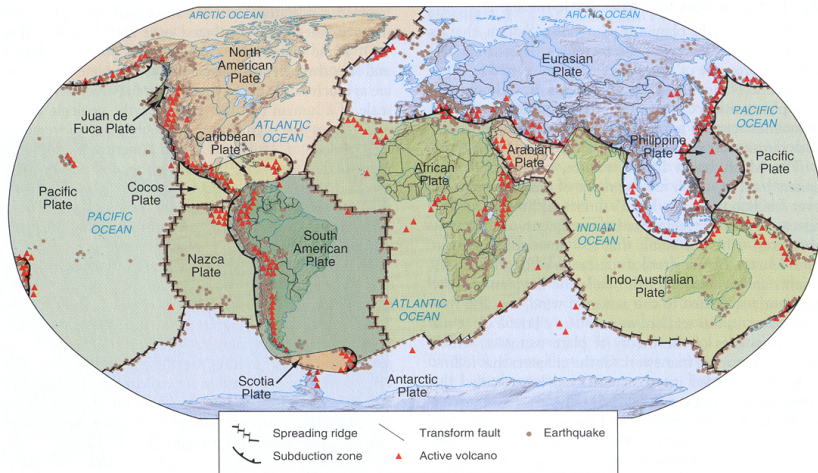 ARCTIC OCEAN
ARCTIC OCEAN
North
American
Plate
Eurasian
Plate
Juan de
Fuca Plate
Caribbean
Plate
ATLANTIC
OCEAN
PACIFIC
OCEAN
Philippine
Plate
Arabian
Plate
Pacific
Plate
African
Plate
Pacific
Plate
Cocos
Plate
PACIFIC
OCEAN
INDIAN
OCEAN
South
American
Plate
Nazca
Plate
Indo-Australian
Plate
ATLANTIC
OCEAN
Scotia
Plate
Antarctic
Plate
Spreading ridge
Transform fault
Earthquake
Subduction zone
Active volcano